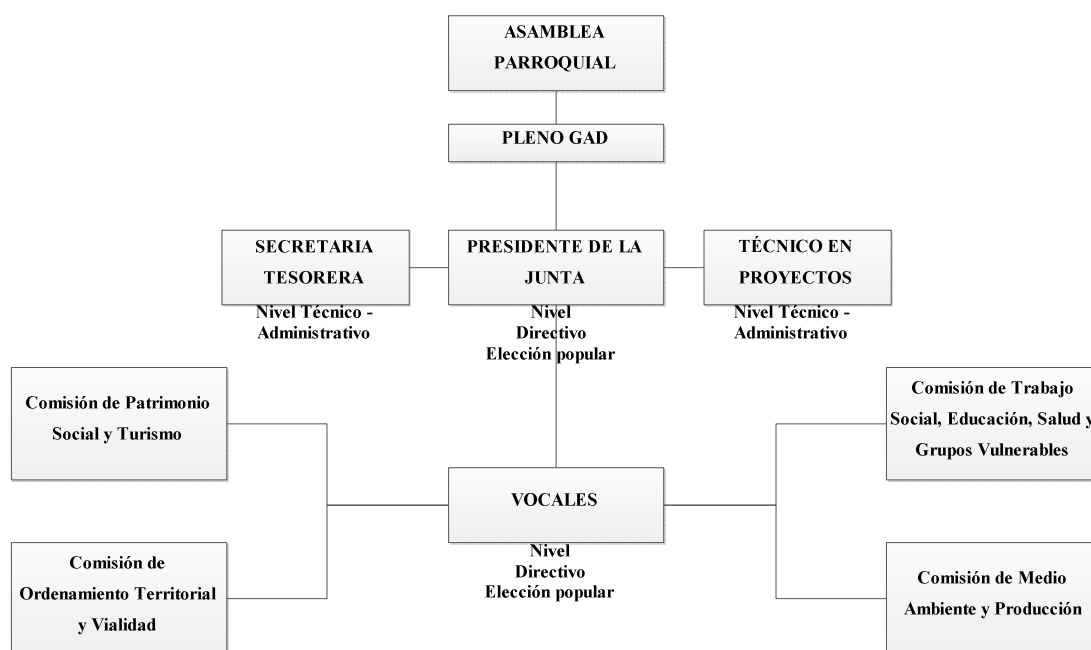 ASAMBLEA
PARROQUIAL
PLENO GAD
SECRETARIA
TESORERA
Nivel Técnico -
Administrativo
PRESIDENTE DE LA
JUNTA
Nivel
Directivo
Elección popular
TÉCNICO EN
PROYECTOS
Nivel Técnico -
Administrativo
Comisión de Patrimonio
Social y Turismo
Comisión de Trabajo
Social, Educación, Salud y
Grupos Vulnerables
VOCALES
Nivel
Directivo
Elección popular
Comisión de
Ordenamiento Territorial
y Vialidad
Comisión de Medio
Ambiente y Producción